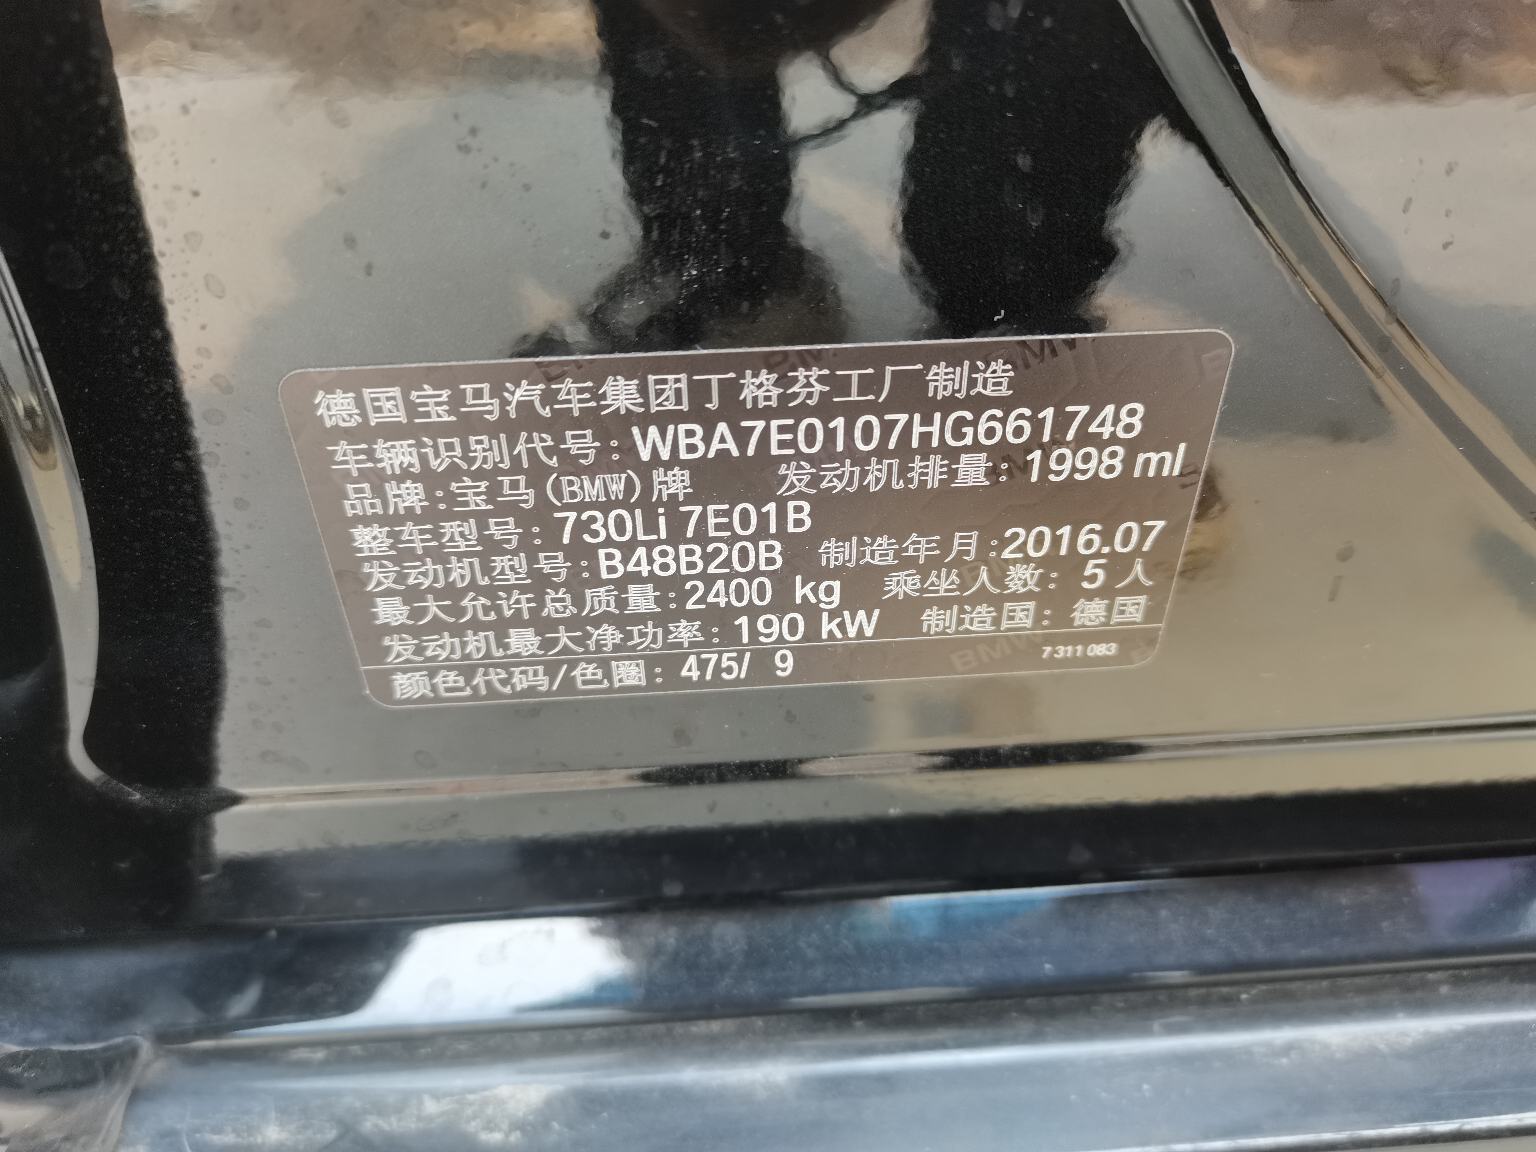 德国宝马汽车集团丁格芬工厂制造
车辆识别代号:WBA7E0107HG661748
品牌:宝马(BMW)牌 发动机排量:1998 ml
整车型号:730Li 7E01B
发动机型号:B48B20B 制造年月:2016.07
最大允许总质量:2400 kg 乘坐人数: 5 人
发动机最大净功率:190 kW 制造国: 德国
颜色代码/色圈: 475/ 9 7 311 083